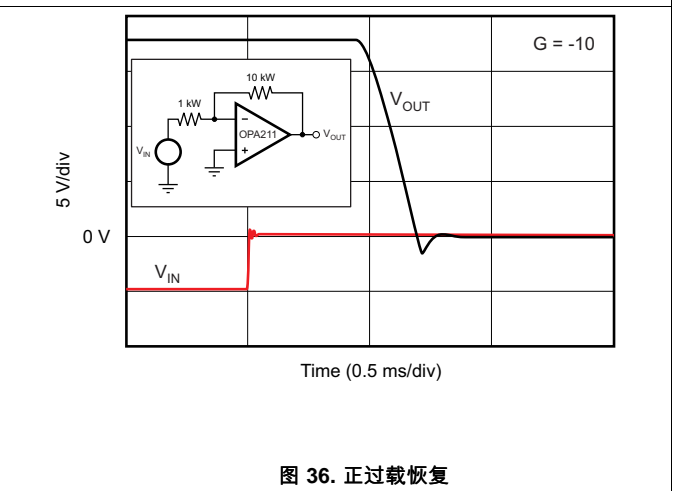 G = -10
10 kW
1 kW
V_OUT
OPA211
V_IN
V_OUT
-
+
5 V/div
0 V
V_IN
Time (0.5 ms/div)
图 36. 正过载恢复